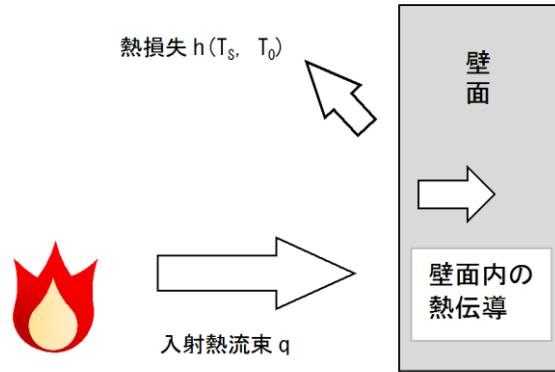 熱損失 h(Ts, T0)
壁
面
壁面内の
熱伝導
入射熱流束 q